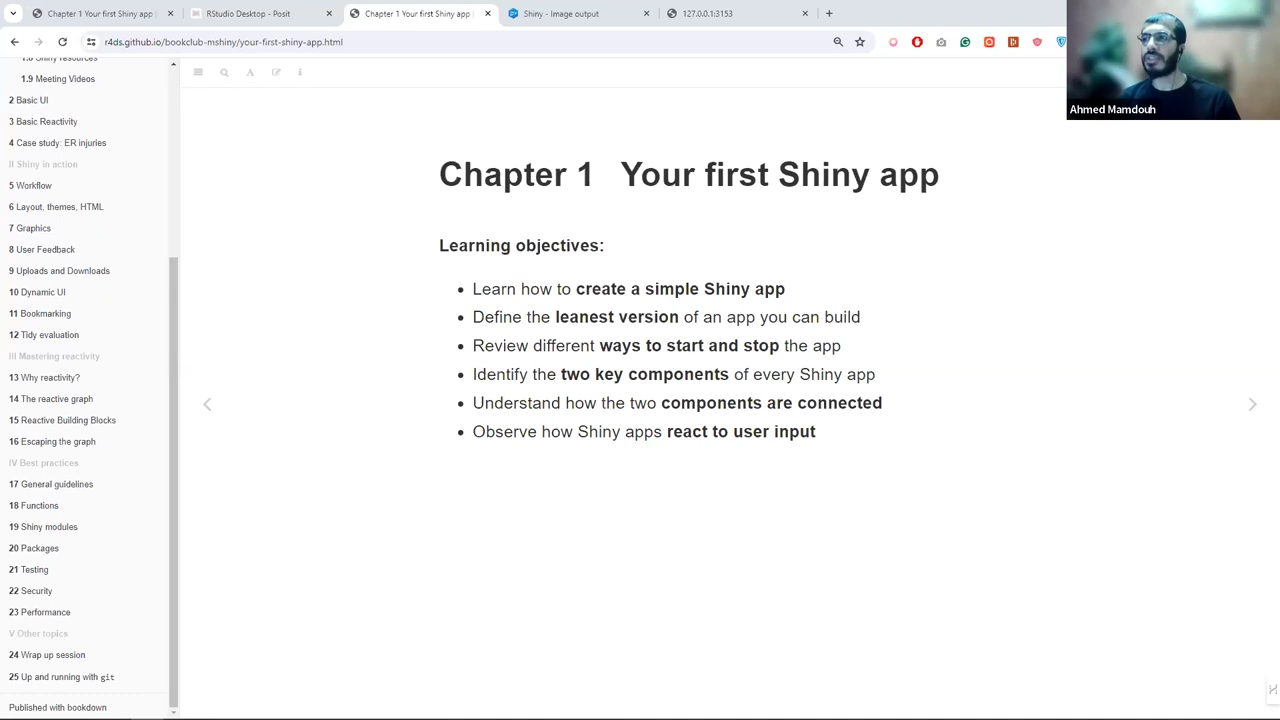 Chapter 1 Your first Shiny app
RStudio Desktop - Posit
Chapter 1 Your first Shiny app
Shiny - Image output
127.0.0.1:3153
r4ds.github.io/bookclub-mshiny/your-first-shiny-app.html
Ahmed Mamdouh
1.8 Shiny resources
1.9 Meeting Videos
2 Basic UI
3 Basic Reactivity
4 Case study: ER injuries
II Shiny in action
5 Workflow
6 Layout, themes, HTML
7 Graphics
8 User Feedback
9 Uploads and Downloads
10 Dynamic UI
11 Bookmarking
12 Tidy evaluation
III Mastering reactivity
13 Why reactivity?
14 The reactive graph
15 Reactive Building Blocks
16 Escaping the graph
IV Best practices
17 General guidelines
18 Functions
19 Shiny modules
20 Packages
21 Testing
22 Security
23 Performance
V Other topics
24 Wrap up session
25 Up and running with git
Published with bookdown
Chapter 1 Your first Shiny app
Learning objectives:
• Learn how to create a simple Shiny app
• Define the leanest version of an app you can build
• Review different ways to start and stop the app
• Identify the two key components of every Shiny app
• Understand how the two components are connected
• Observe how Shiny apps react to user input